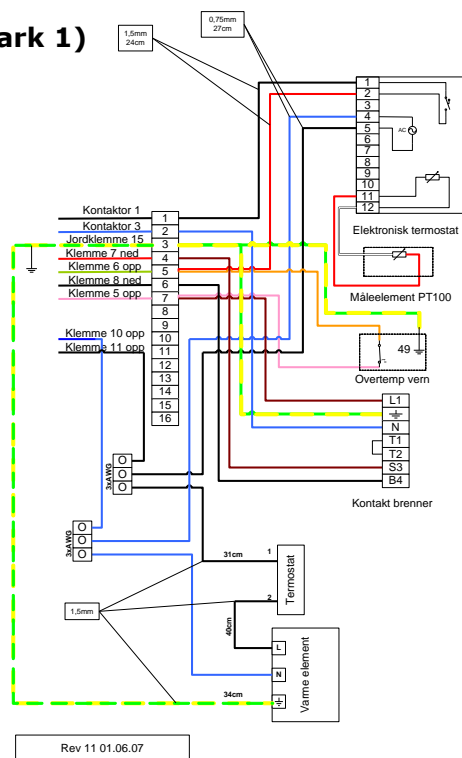 ark 1)
1,5mm
24cm
0,75mm
27cm
1
2
3
4
5
6
7
8
9
10
11
12
AC
Elektronisk termostat
Måleelement PT100
49
Overtemp vern
Kontaktor 1
Kontaktor 3
Jordklemme 15
Klemme 7 ned
Klemme 6 opp
Klemme 8 ned
Klemme 5 opp
Klemme 10 opp
Klemme 11 opp
1
2
3
4
5
6
7
8
9
10
11
12
13
14
15
16
L1
N
T1
T2
S3
B4
Kontakt brenner
3xAWG
O
O
O
3xAWG
O
O
O
31cm
1
2
Termostat
1,5mm
40cm
L
N
Varme element
34cm
Rev 11 01.06.07